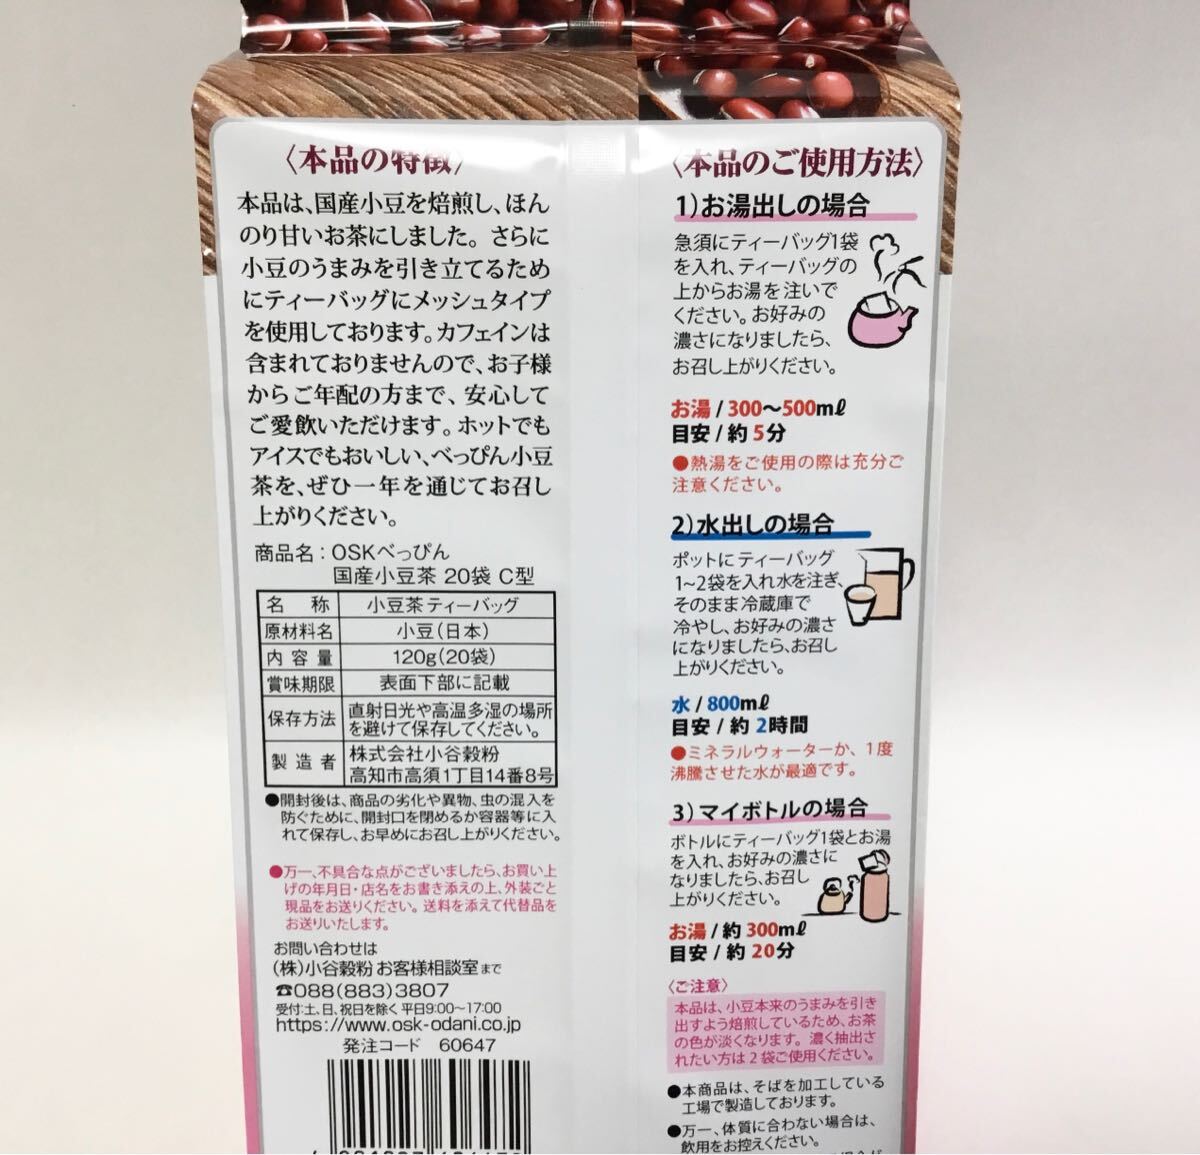 〈本品の特徴〉
本品は、国産小豆を焙煎し、ほん
のり甘いお茶にしました。さらに
小豆のうまみを引き立てるため
にティーバッグにメッシュタイプ
を使用しております。カフェインは
含まれておりませんので、お子様
からご年配の方まで、安心して
ご愛飲いただけます。ホットでも
アイスでもおいしい、べっぴん小豆
茶を、ぜひ一年を通じてお召し
上がりください。
商品名：OSKべっぴん
国産小豆茶 20袋 C型
名称 小豆茶ティーバッグ
原材料名 小豆（日本）
内容量 120g（20袋）
賞味期限 表面下部に記載
保存方法 直射日光や高温多湿の場所
を避けて保存してください。
製造者 株式会社小谷穀粉
高知市高須1丁目14番8号
●開封後は、商品の劣化や異物、虫の混入を
防ぐために、開封口を閉めるか容器等に入
れて保存し、お早めにお召し上がりください。
●万一、不具合な点がございましたら、お買い上
げの年月日・店名をお書き添えの上、外装ごと
現品をお送りください。送料を添えて代替品を
お送りいたします。
お問い合わせは
（株）小谷穀粉 お客様相談室まで
☎088(883)3807
受付:土、日、祝日を除く 平日9:00〜17:00
https://www.osk-odani.co.jp
発注コード 60647
〈本品のご使用方法〉
1）お湯出しの場合
急須にティーバッグ1袋
を入れ、ティーバッグの
上からお湯を注いで
ください。お好みの
濃さになりましたら、
お召し上がりください。
お湯 / 300〜500mℓ
目安 / 約 5分
●熱湯をご使用の際は充分ご
注意ください。
2）水出しの場合
ポットにティーバッグ
1〜2袋を入れ水を注ぎ、
そのまま冷蔵庫で
冷やし、お好みの濃さ
になりましたら、お召し
上がりください。
水 / 800mℓ
目安 / 約 2時間
●ミネラルウォーターか、1度
沸騰させた水が最適です。
3）マイボトルの場合
ボトルにティーバッグ1袋とお湯
を入れ、お好みの濃さに
なりましたら、お召し
上がりください。
お湯 / 約 300mℓ
目安 / 約 20分
〈ご注意〉
本品は、小豆本来のうまみを引き
出すよう焙煎しているため、お茶
の色が淡くなります。濃く抽出さ
れたい方は2袋ご使用ください。
●本商品は、そばを加工している
工場で製造しております。
●万一、体質に合わない場合は、
飲用をお控えください。